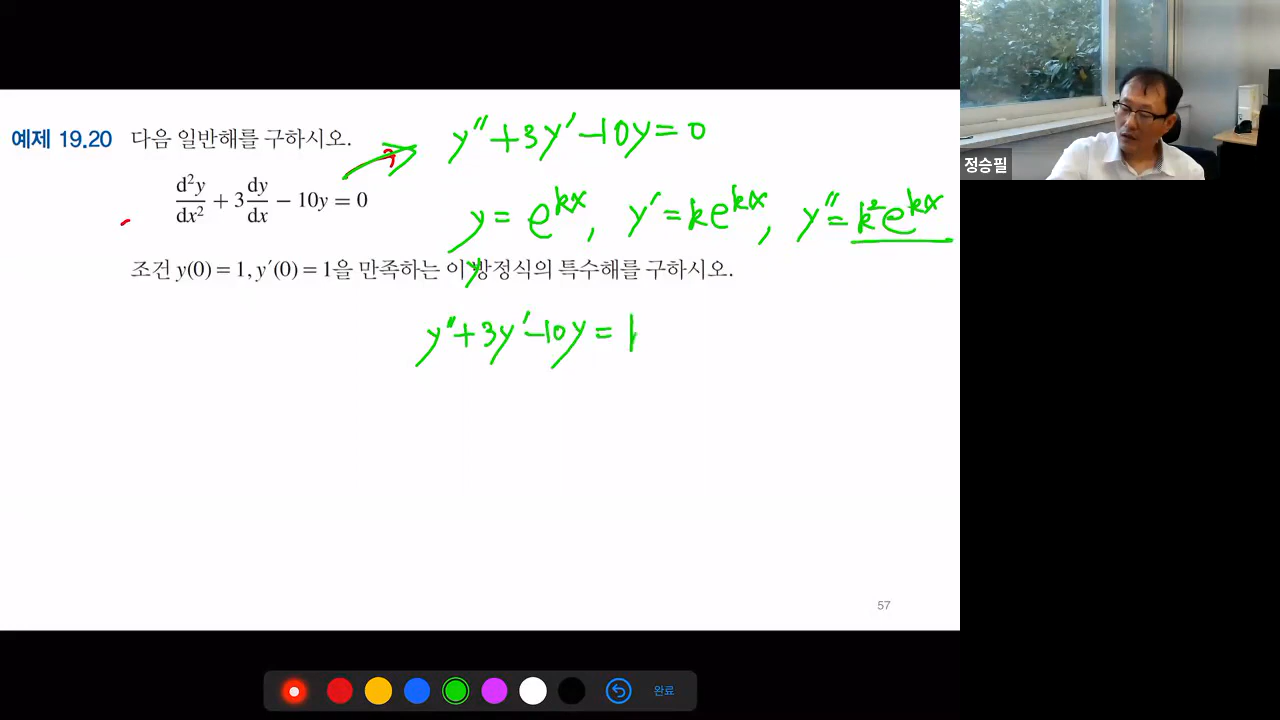 예제 19.20 다음 일반해를 구하시오.
y″+3y′−10y=0
d²y/dx² + 3 dy/dx − 10y = 0
y = e^{kx}, y′ = ke^{kx}, y″ = k²e^{kx}
조건 y(0) = 1, y′(0) = 1을 만족하는 이 방정식의 특수해를 구하시오.
y
y″+3y′−10y =
57
정승필
완료